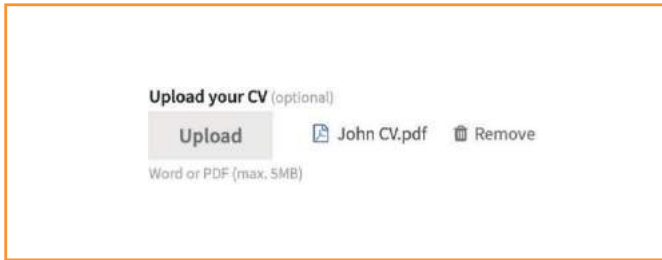 Upload your CV (optional)
Upload John CV.pdf Remove
Word or PDF (max. 5MB)